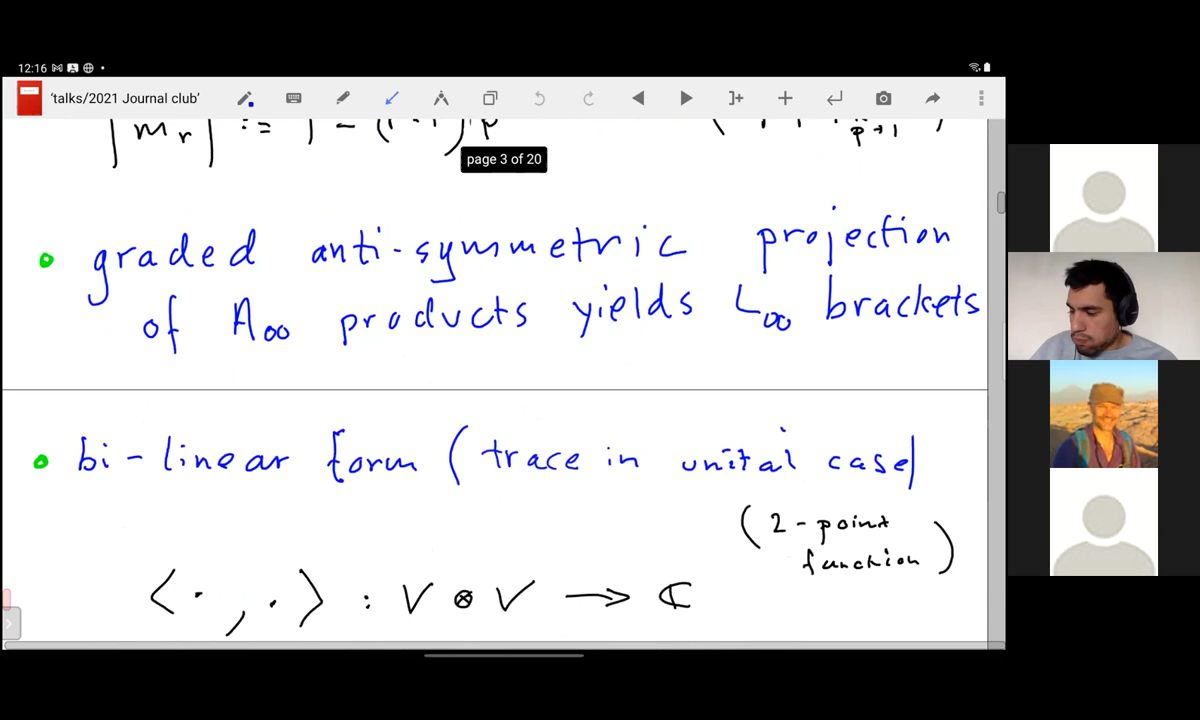 12:16
'talks/2021 Journal club'
page 3 of 20
graded anti-symmetric projection
of A∞ products yields L∞ brackets
bi-linear form (trace in unital case)
(2-point
function)
⟨·,·⟩ : V ⊗ V → ℂ